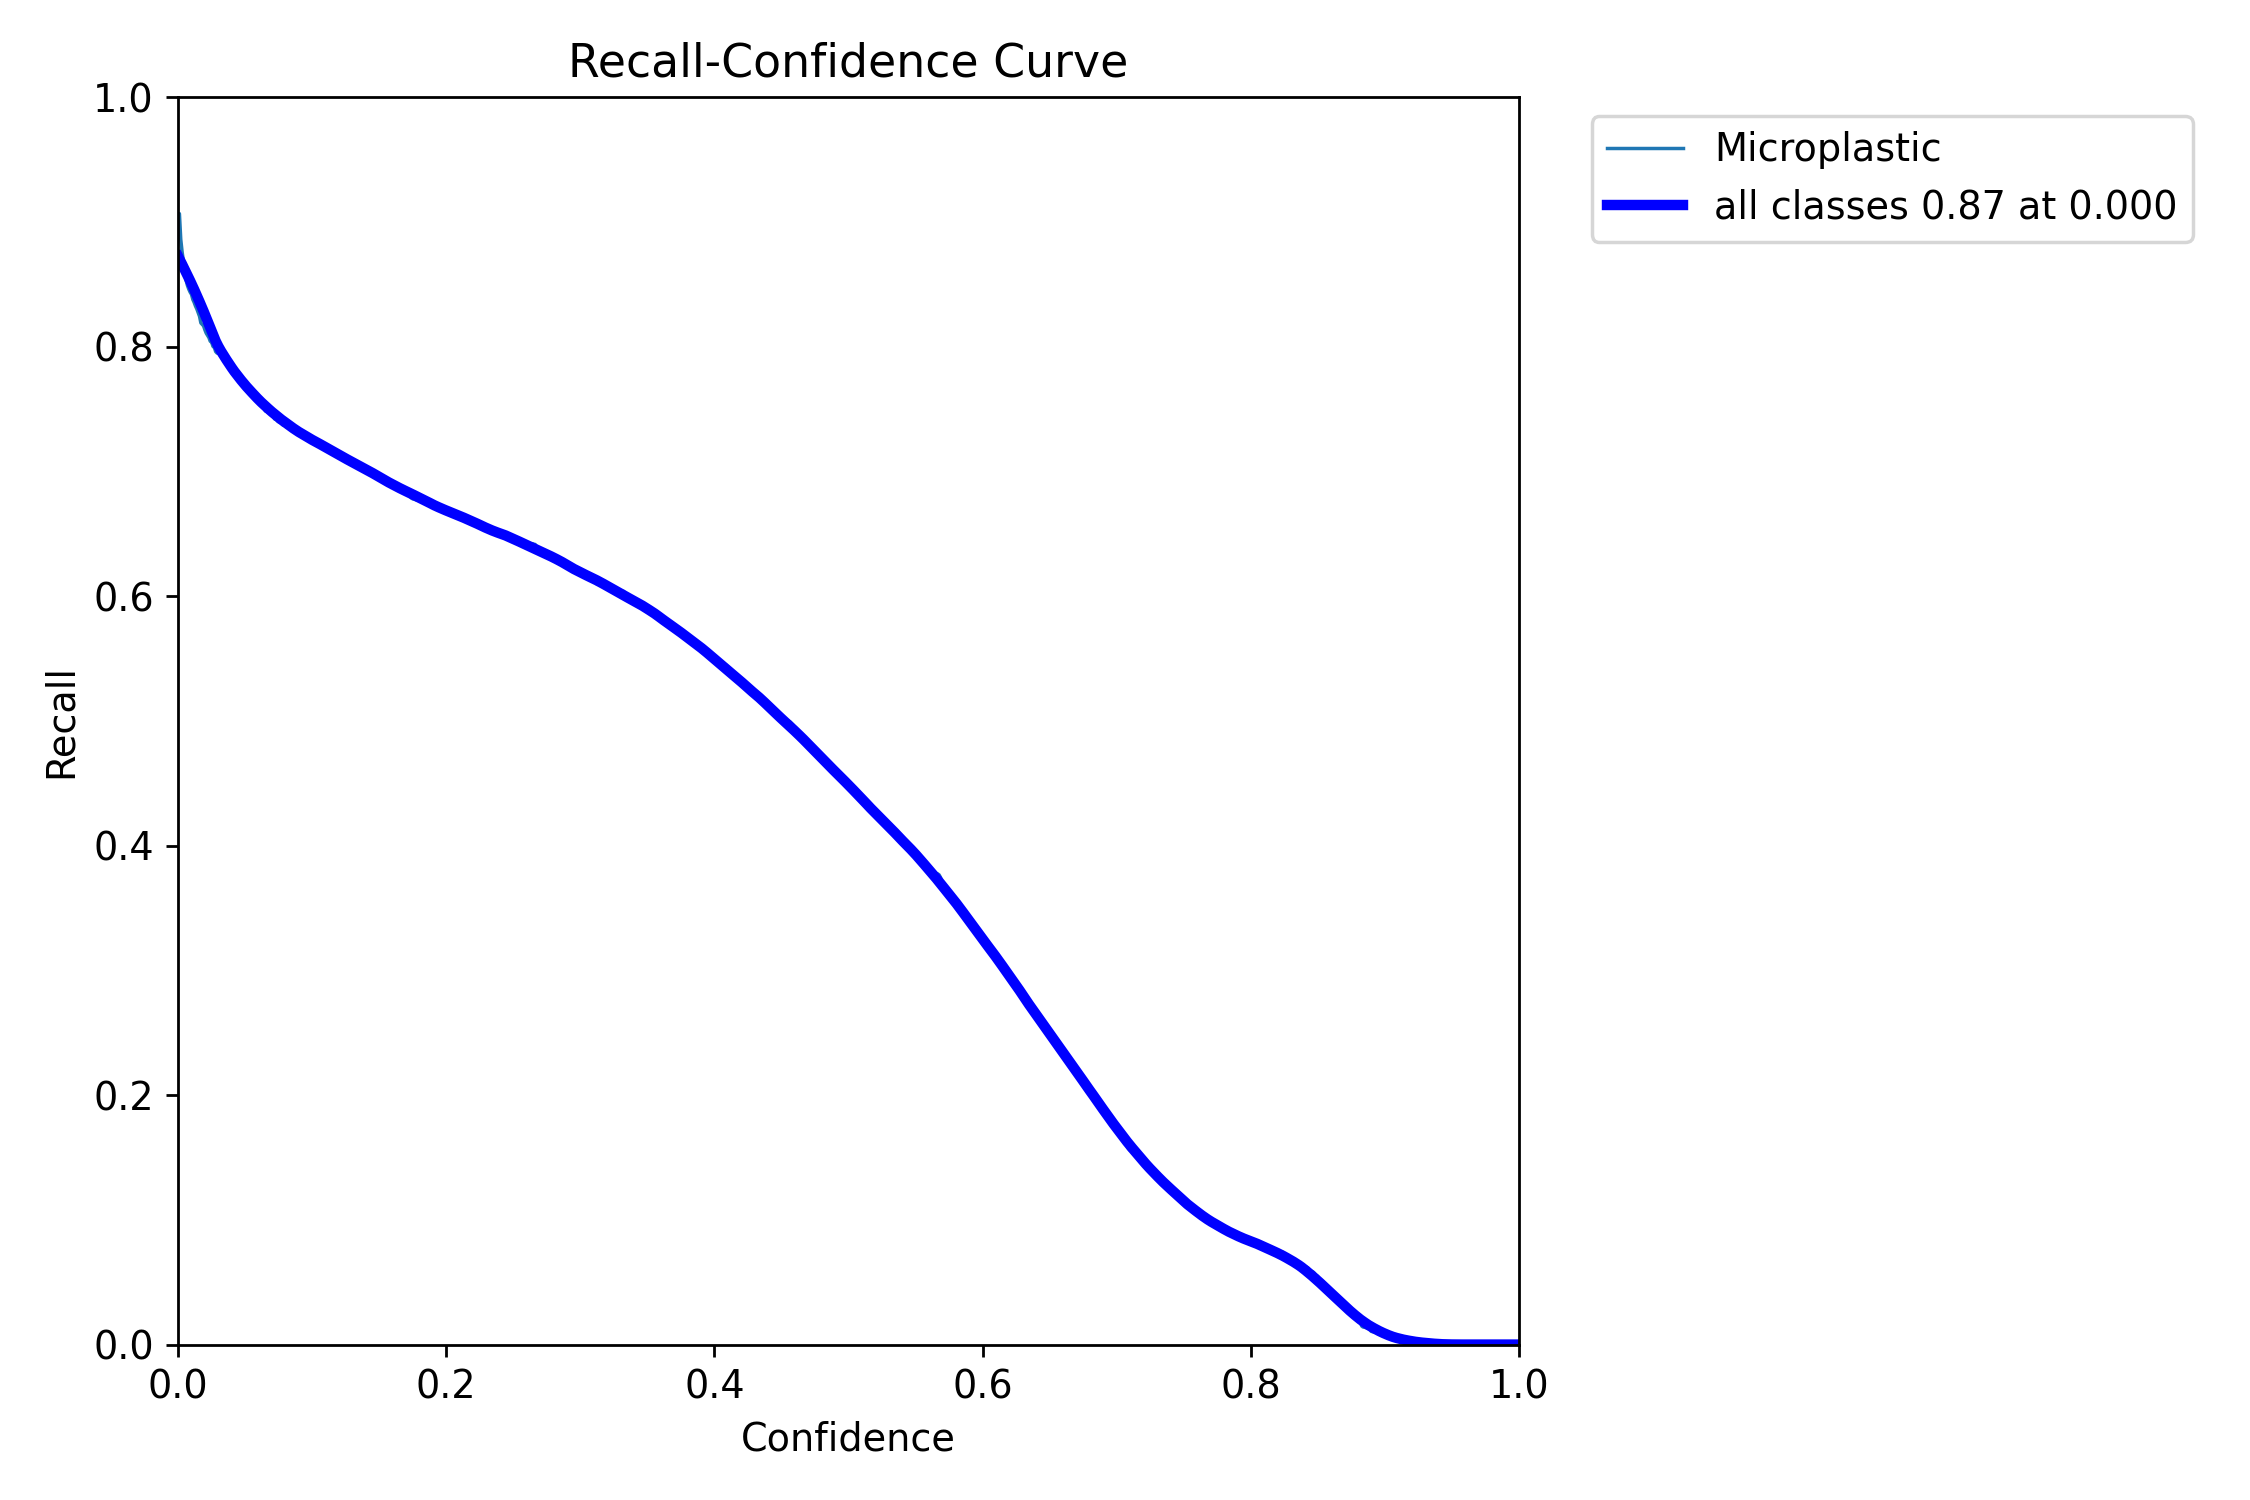 Recall-Confidence Curve
Microplastic
all classes 0.87 at 0.000
1.0
0.8
0.6
0.4
0.2
0.0
Recall
0.0 0.2 0.4 0.6 0.8 1.0
Confidence